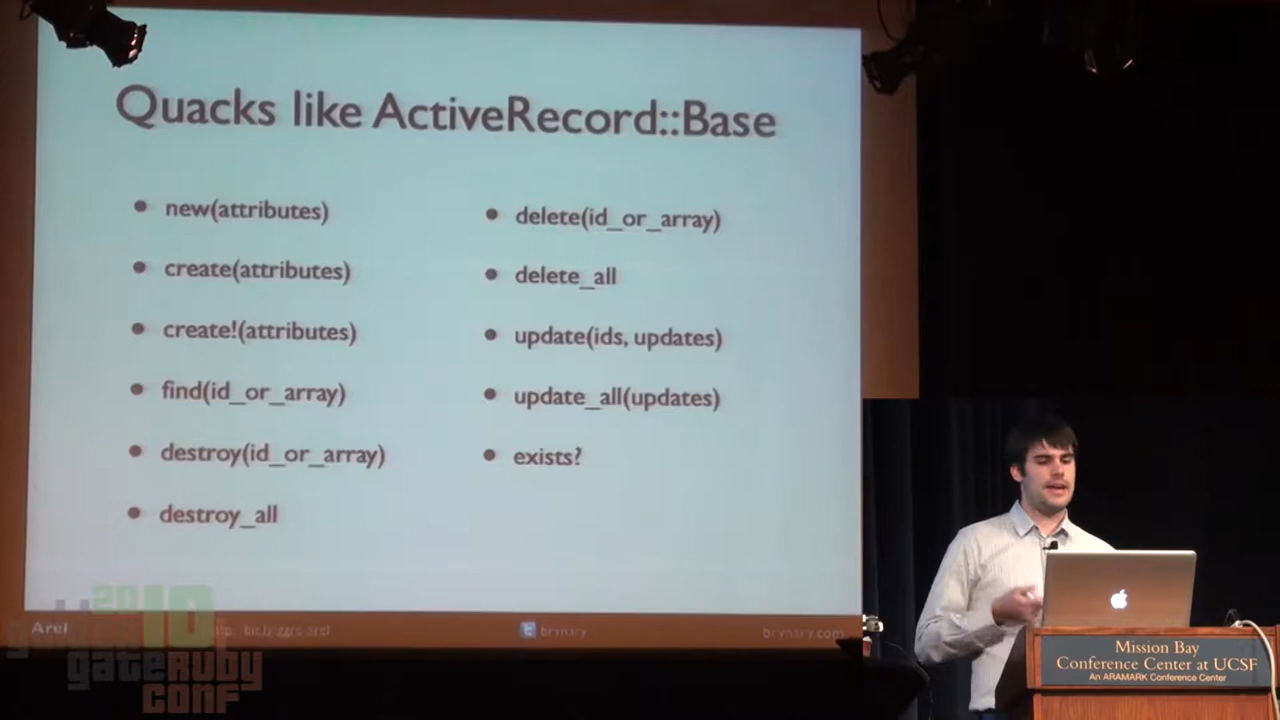 Quacks like ActiveRecord::Base
new(attributes)
create(attributes)
create!(attributes)
find(id_or_array)
destroy(id_or_array)
destroy_all
delete(id_or_array)
delete_all
update(ids, updates)
update_all(updates)
exists?
Arel
brynary
brynary.com
2010
gateRuby
CONF
Mission Bay
Conference Center at UCSF
An ARAMARK Conference Center